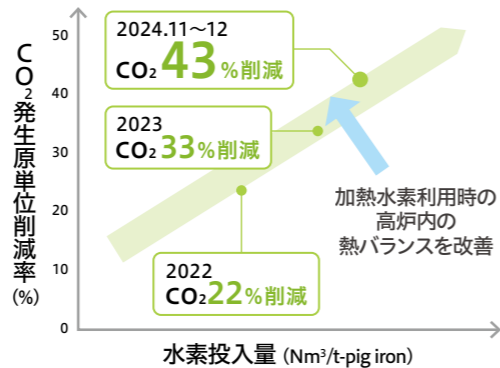 CO₂発生原単位削減率
(%)
50
40
30
20
10
0
2024.11~12
CO₂ 43%削減
2023
CO₂ 33%削減
2022
CO₂ 22%削減
加熱水素利用時の
高炉内の
熱バランスを改善
水素投入量 (Nm³/t-pig iron)